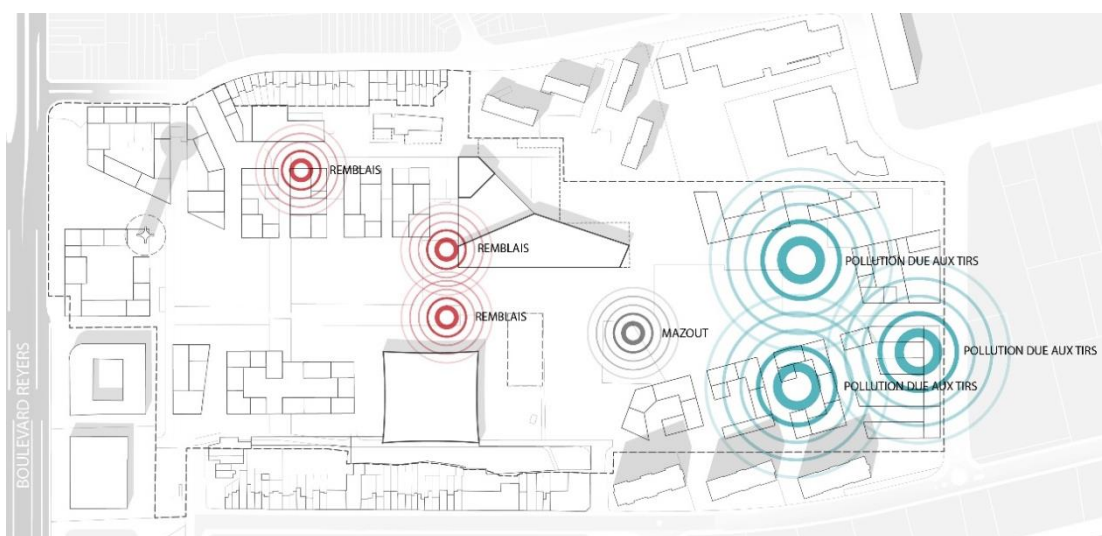 REMBLAIS
REMBLAIS
POLLUTION DUE AUX TIRS
REMBLAIS
MAZOUT
POLLUTION DUE AUX TIRS
POLLUTION DUE AUX TIRS
BOULEVARD REYERS